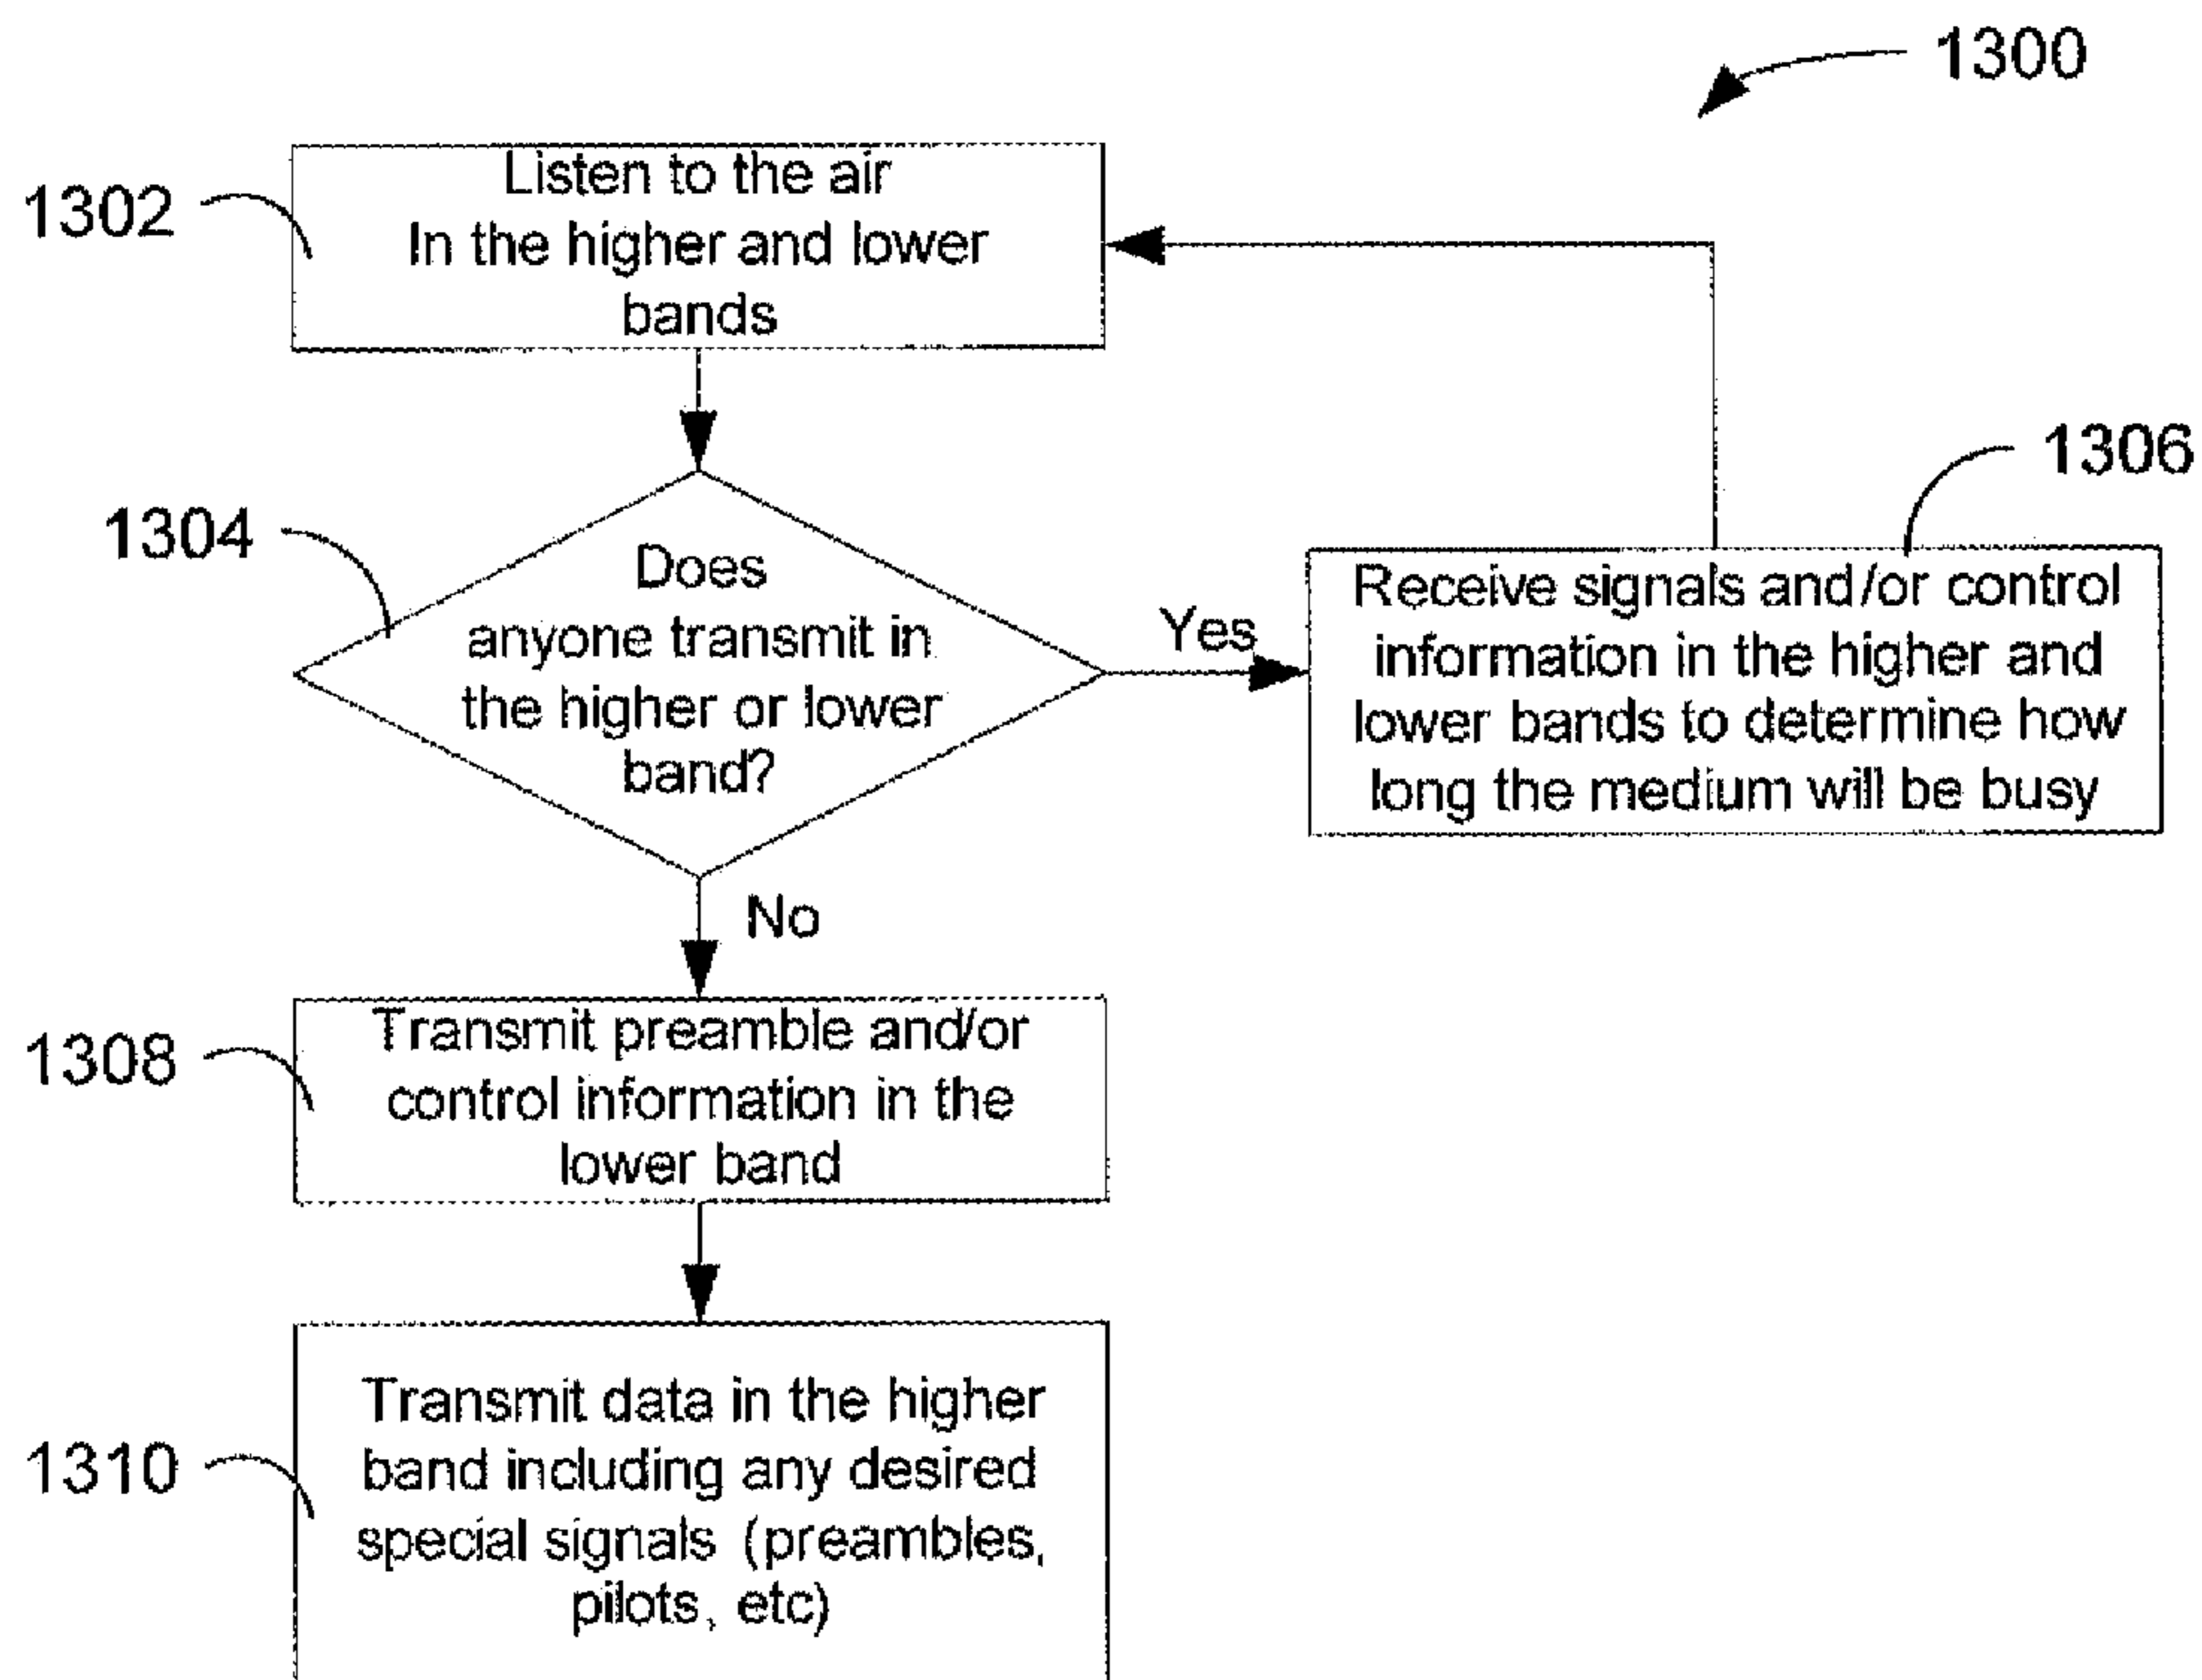 1300
1302
Listen to the air
In the higher and lower
bands
1304
Does
anyone transmit in
the higher or lower
band?
Yes
1306
Receive signals and/or control
information in the higher and
lower bands to determine how
long the medium will be busy
No
1308
Transmit preamble and/or
control information in the
lower band
1310
Transmit data in the higher
band including any desired
special signals (preambles,
pilots, etc)